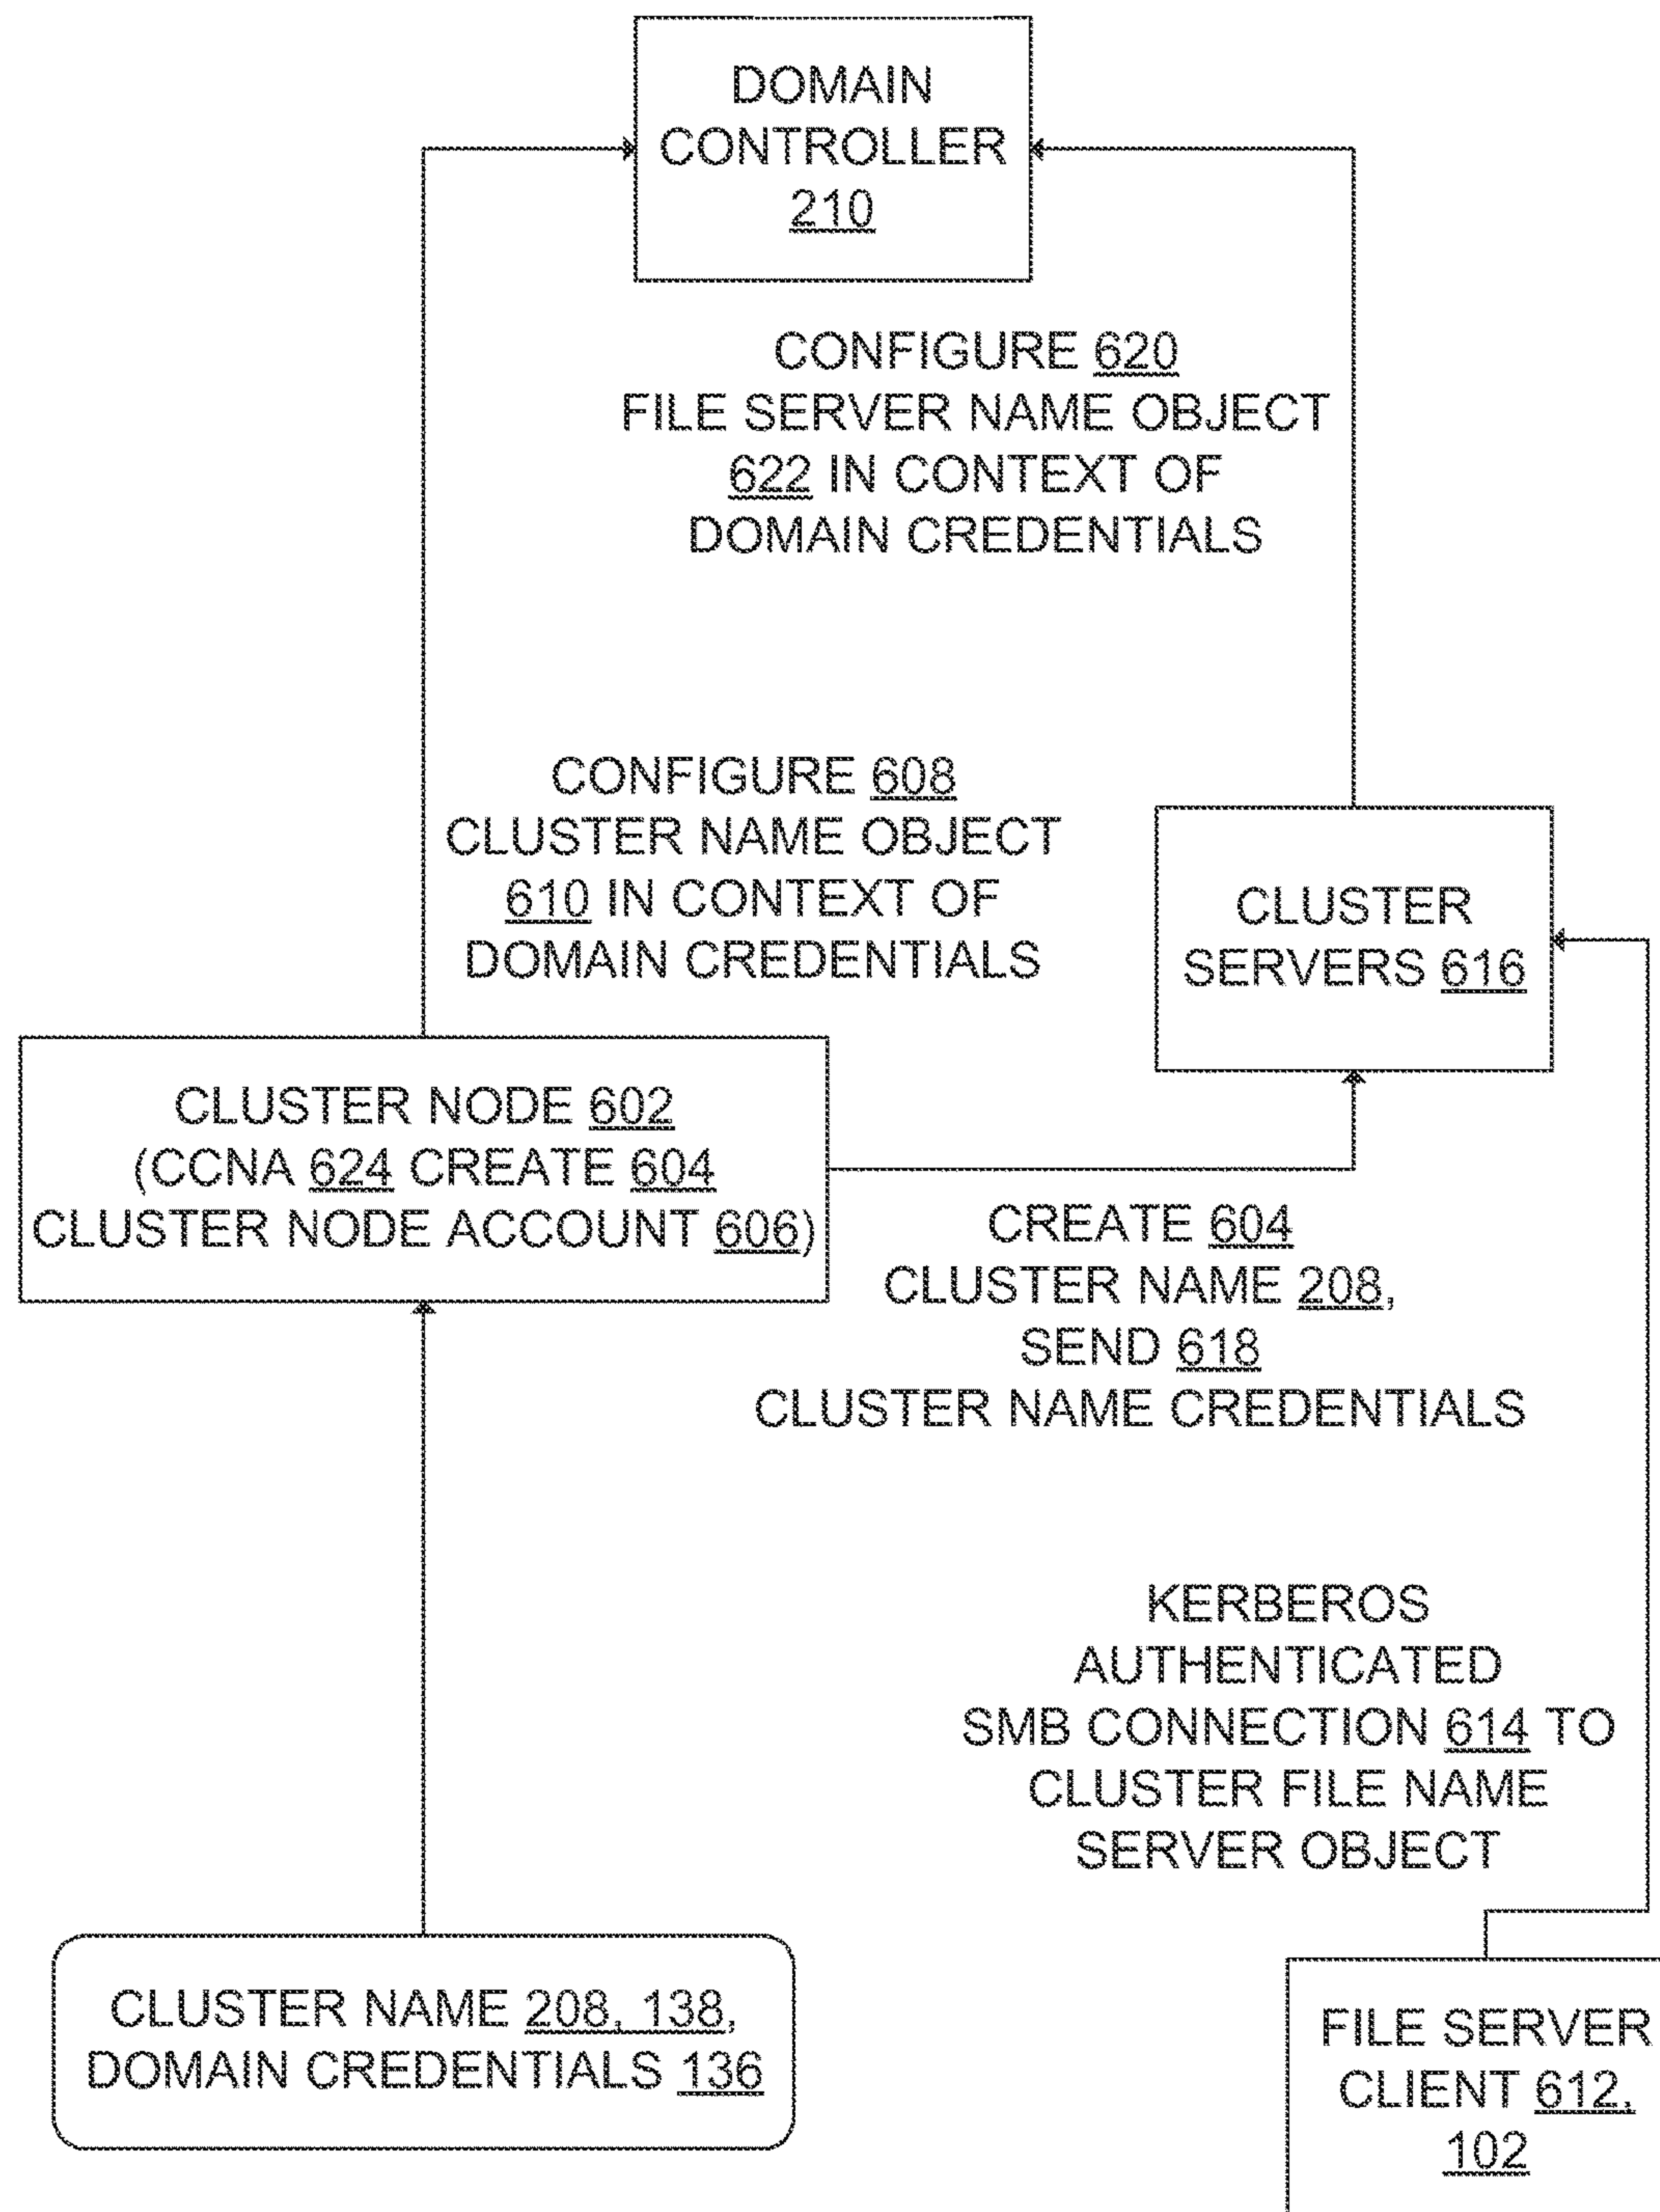 DOMAIN
CONTROLLER
210
CONFIGURE 620
FILE SERVER NAME OBJECT
622 IN CONTEXT OF
DOMAIN CREDENTIALS
CONFIGURE 608
CLUSTER NAME OBJECT
610 IN CONTEXT OF
DOMAIN CREDENTIALS
CLUSTER
SERVERS 616
CLUSTER NODE 602
(CCNA 624 CREATE 604
CLUSTER NODE ACCOUNT 606)
CREATE 604
CLUSTER NAME 208,
SEND 618
CLUSTER NAME CREDENTIALS
KERBEROS
AUTHENTICATED
SMB CONNECTION 614 TO
CLUSTER FILE NAME
SERVER OBJECT
CLUSTER NAME 208, 138,
DOMAIN CREDENTIALS 136
FILE SERVER
CLIENT 612,
102